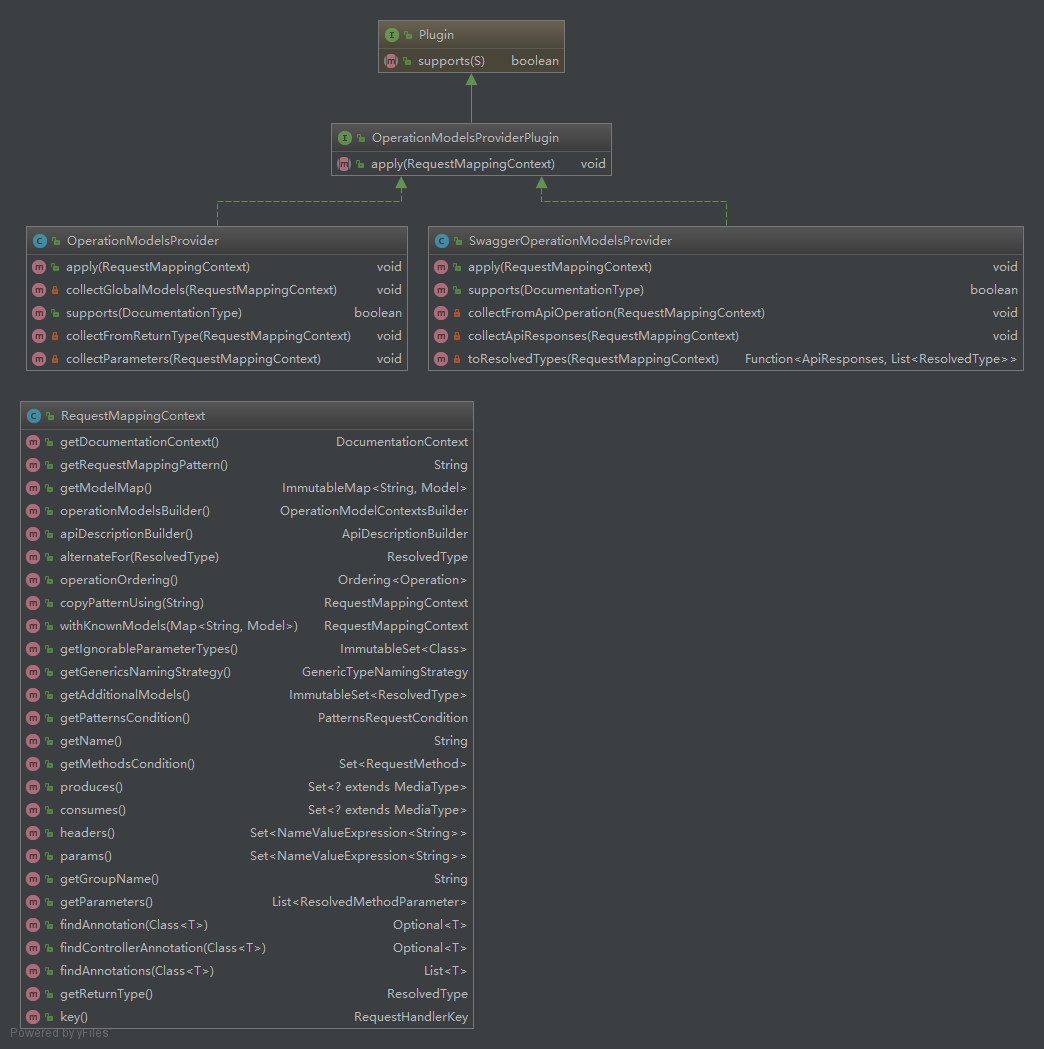 Plugin
supports(S) boolean
OperationModelsProviderPlugin
apply(RequestMappingContext) void
OperationModelsProvider
apply(RequestMappingContext) void
collectGlobalModels(RequestMappingContext) void
supports(DocumentationType) boolean
collectFromReturnType(RequestMappingContext) void
collectParameters(RequestMappingContext) void
SwaggerOperationModelsProvider
apply(RequestMappingContext) void
supports(DocumentationType) boolean
collectFromApiOperation(RequestMappingContext) void
collectApiResponses(RequestMappingContext) void
toResolvedTypes(RequestMappingContext) Function<ApiResponses, List<ResolvedType>>
RequestMappingContext
getDocumentationContext() DocumentationContext
getRequestMappingPattern() String
getModelMap() ImmutableMap<String, Model>
operationModelsBuilder() OperationModelContextsBuilder
apiDescriptionBuilder() ApiDescriptionBuilder
alternateFor(ResolvedType) ResolvedType
operationOrdering() Ordering<Operation>
copyPatternUsing(String) RequestMappingContext
withKnownModels(Map<String, Model>) RequestMappingContext
getIgnorableParameterTypes() ImmutableSet<Class>
getGenericsNamingStrategy() GenericTypeNamingStrategy
getAdditionalModels() ImmutableSet<ResolvedType>
getPatternsCondition() PatternsRequestCondition
getName() String
getMethodsCondition() Set<RequestMethod>
produces() Set<? extends MediaType>
consumes() Set<? extends MediaType>
headers() Set<NameValueExpression<String>>
params() Set<NameValueExpression<String>>
getGroupName() String
getParameters() List<ResolvedMethodParameter>
findAnnotation(Class<T>) Optional<T>
findControllerAnnotation(Class<T>) Optional<T>
findAnnotations(Class<T>) List<T>
getReturnType() ResolvedType
key() RequestHandlerKey
Powered by yFiles